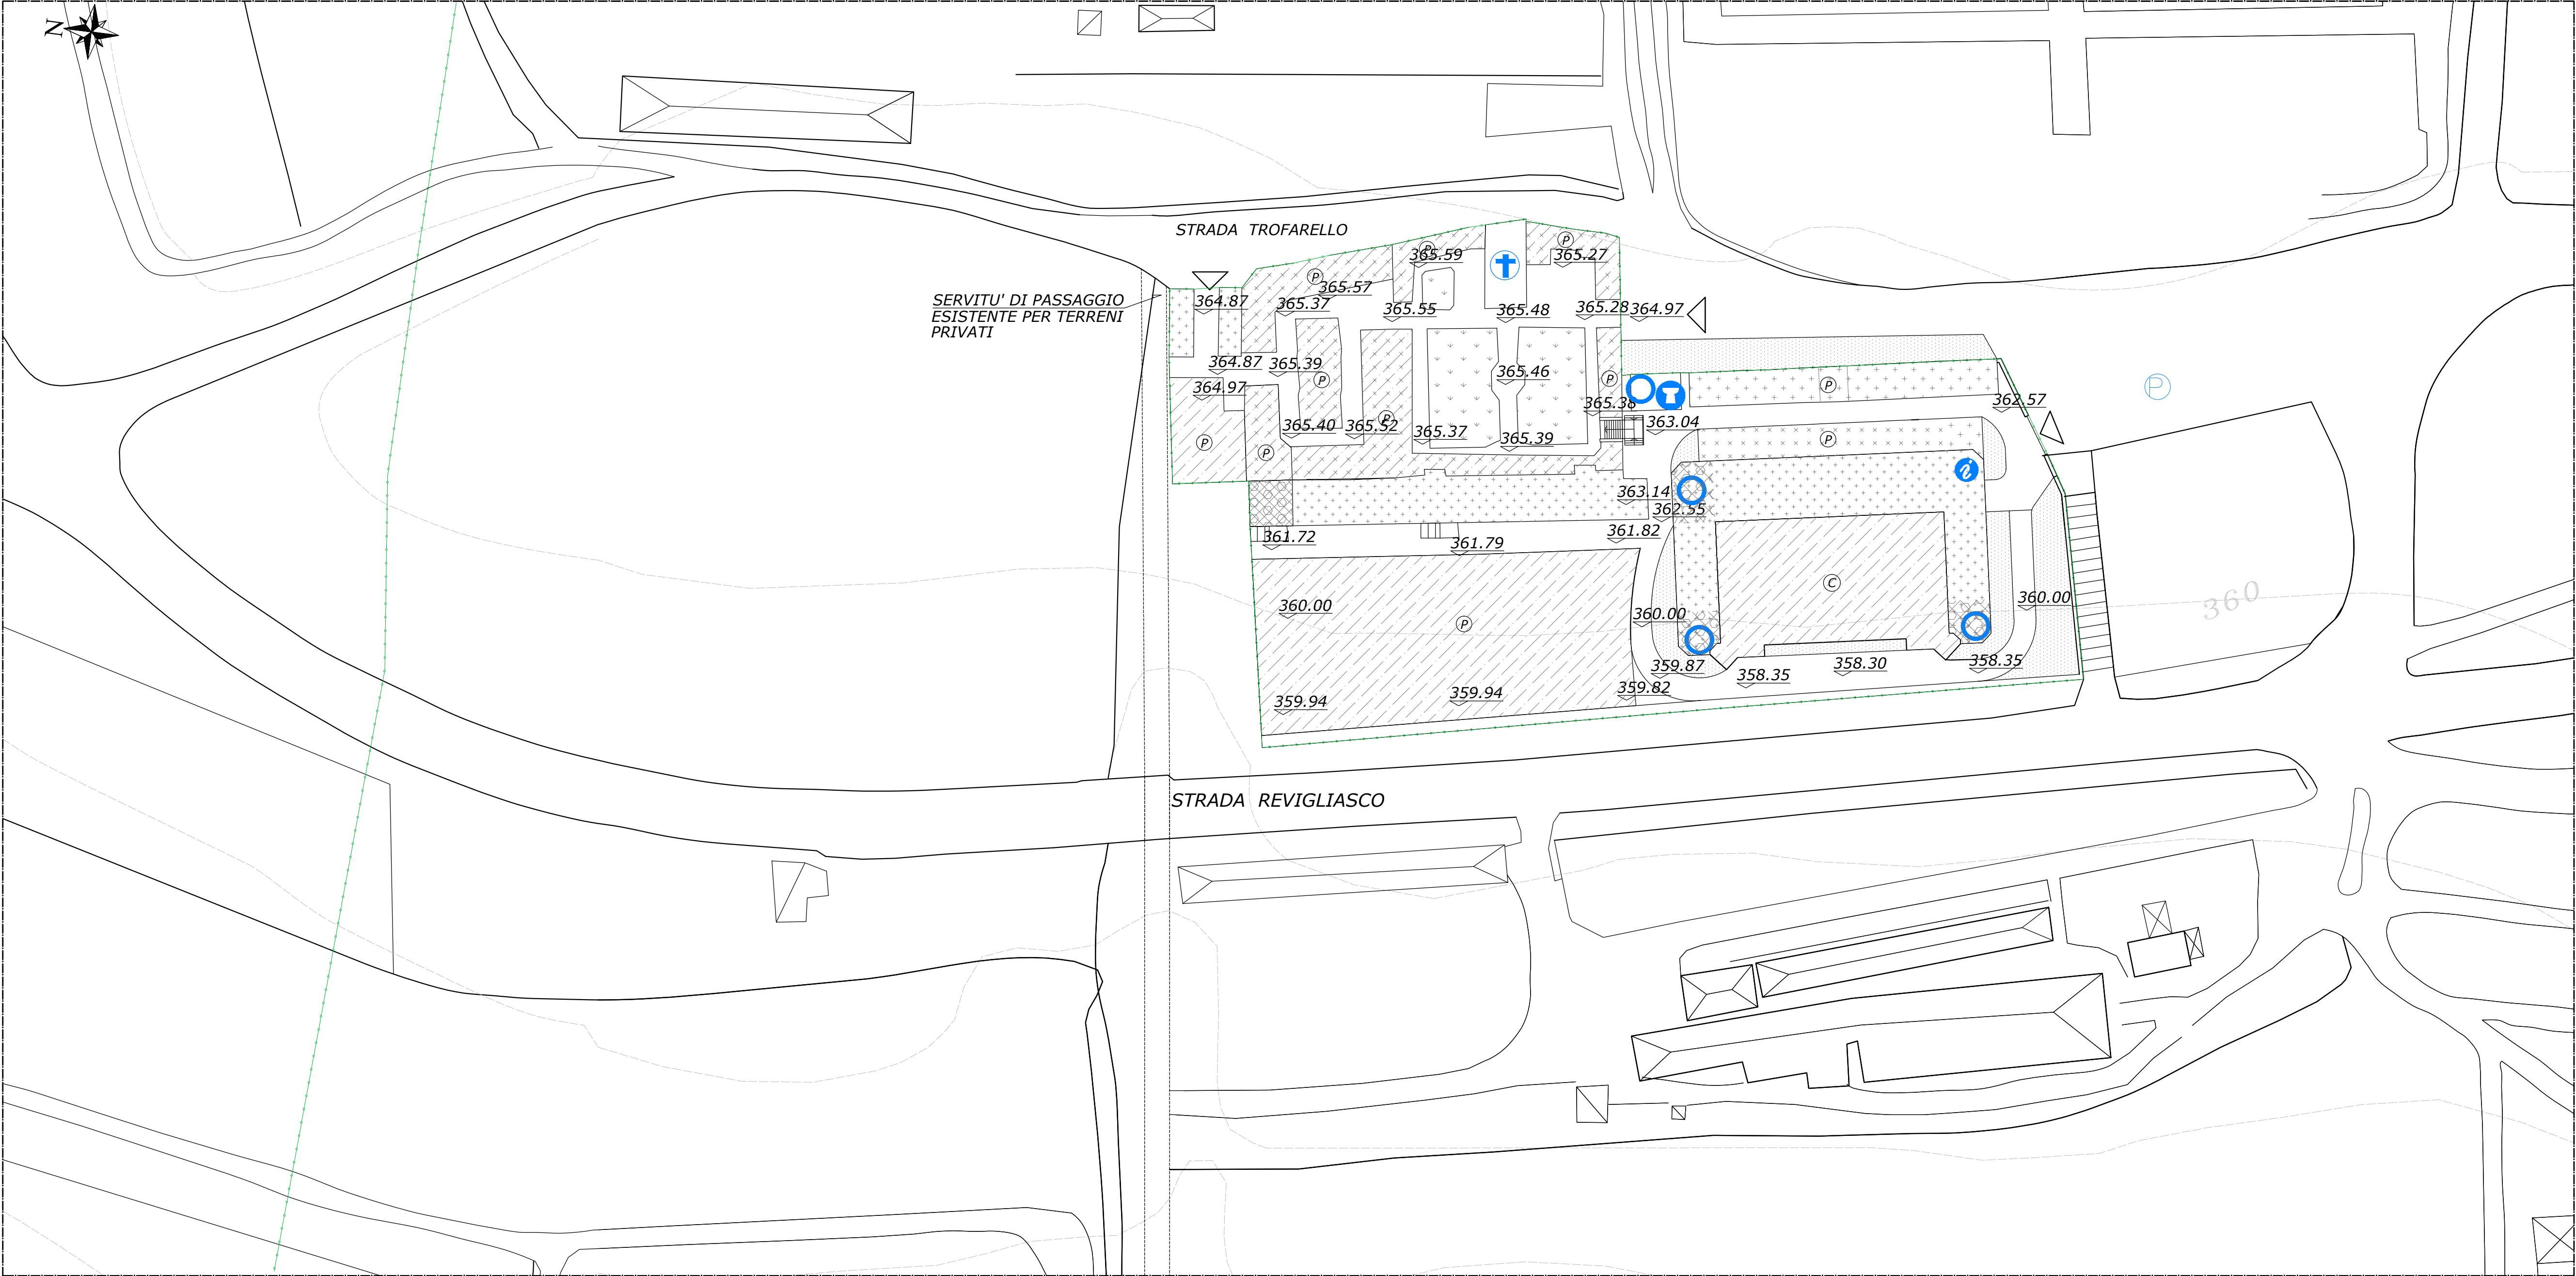 N
STRADA TROFARELLO
SERVITU' DI PASSAGGIO
ESISTENTE PER TERRENI
PRIVATI
P
P
365.59
365.27
P
365.57
364.87
365.37
365.55
365.48
365.28
364.97
364.87
365.39
365.46
P
P
P
P
364.97
365.38
362.57
P
365.40
365.52
365.37
365.39
363.04
P
P
P
i
363.14
362.55
361.72
361.79
361.82
C
360.00
360.00
360.00
360
P
359.87
358.35
358.30
358.35
359.94
359.94
359.82
STRADA REVIGLIASCO